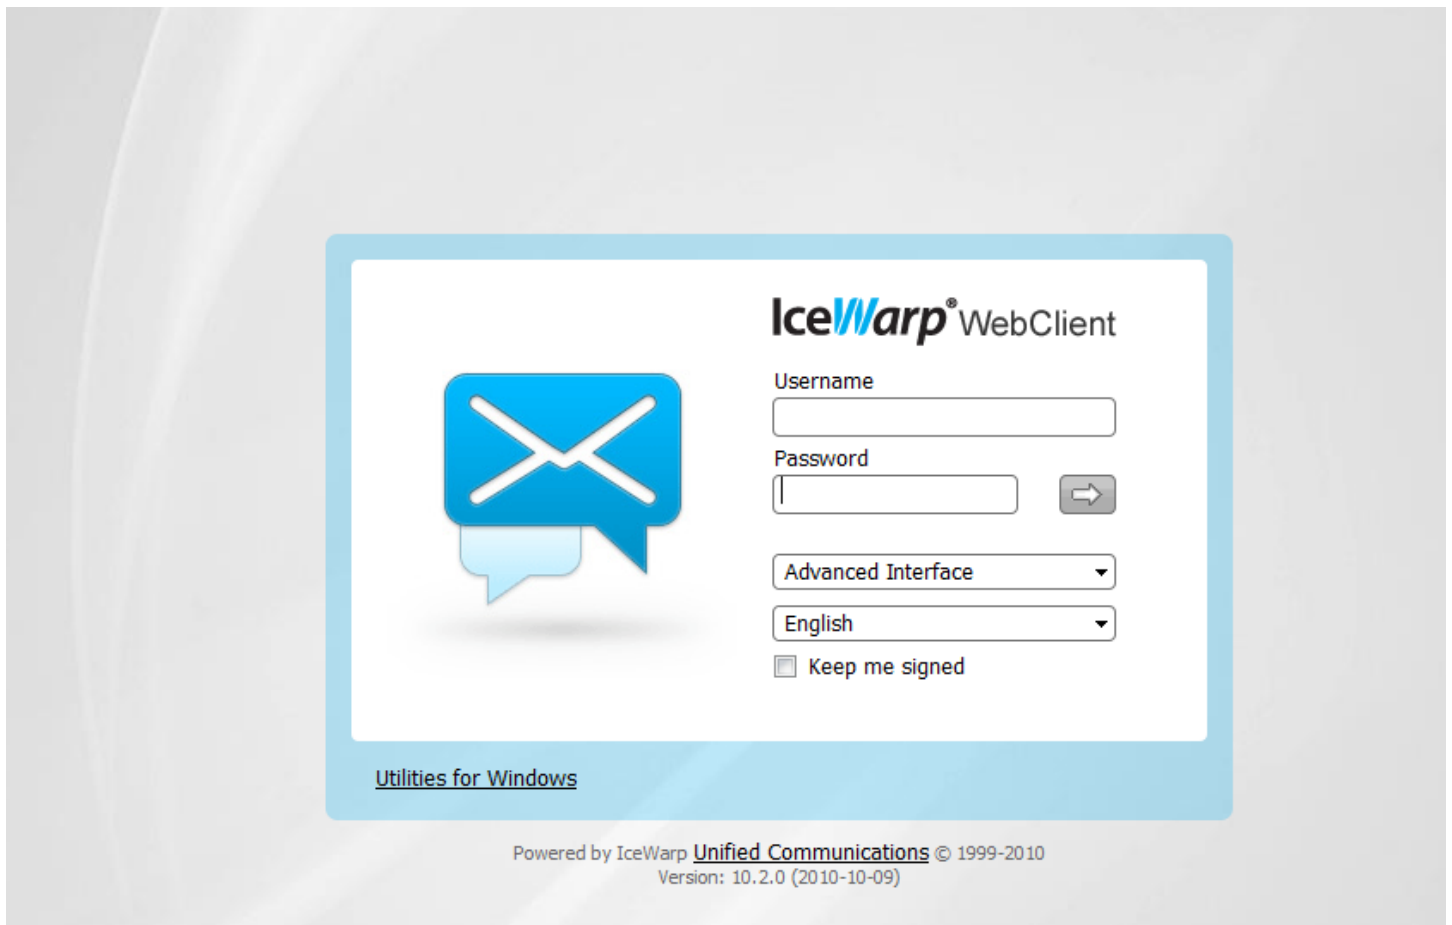 IceWarp® WebClient
Username
Password
Advanced Interface
English
Keep me signed
Utilities for Windows
Powered by IceWarp Unified Communications © 1999-2010
Version: 10.2.0 (2010-10-09)